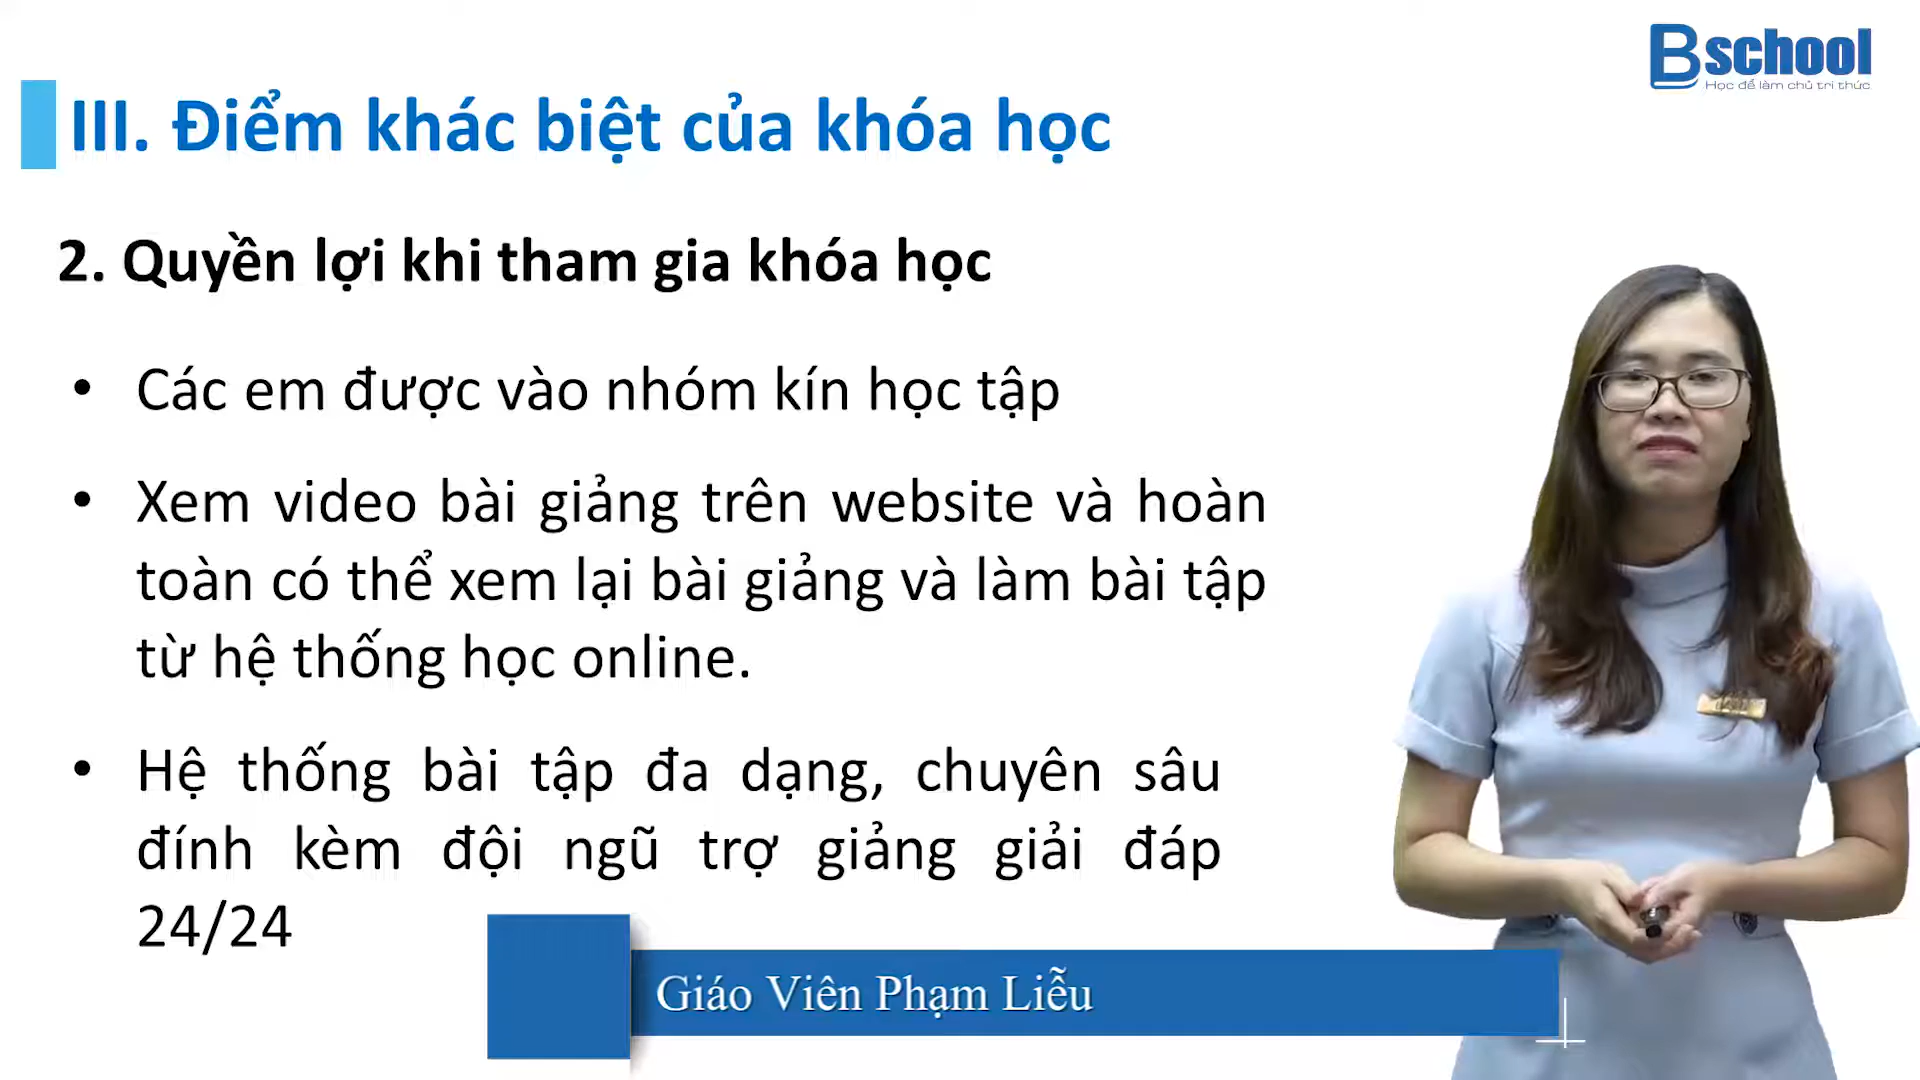 Bschool
Học để làm chủ tri thức
III. Điểm khác biệt của khóa học
2. Quyền lợi khi tham gia khóa học
• Các em được vào nhóm kín học tập
• Xem video bài giảng trên website và hoàn
toàn có thể xem lại bài giảng và làm bài tập
từ hệ thống học online.
• Hệ thống bài tập đa dạng, chuyên sâu
đính kèm đội ngũ trợ giảng giải đáp
24/24
Giáo Viên Phạm Liễu